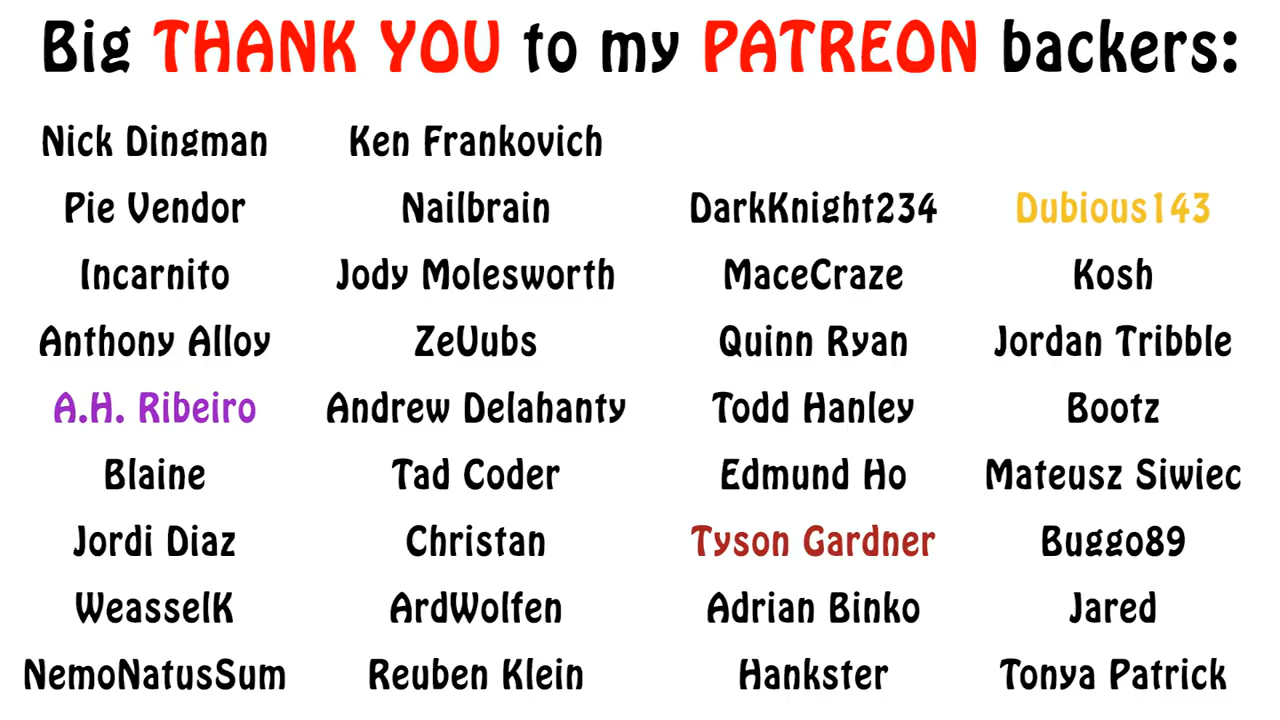 Big THANK YOU to my PATREON backers:
Nick Dingman Ken Frankovich
Pie Vendor Nailbrain DarkKnight234 Dubious143
Incarnito Jody Molesworth MaceCraze Kosh
Anthony Alloy ZeVubs Quinn Ryan Jordan Tribble
A.H. Ribeiro Andrew Delahanty Todd Hanley Bootz
Blaine Tad Coder Edmund Ho Mateusz Siwiec
Jordi Diaz Christan Tyson Gardner Buggo89
WeasselK ArdWolfen Adrian Binko Jared
NemoNatusSum Reuben Klein Hankster Tonya Patrick